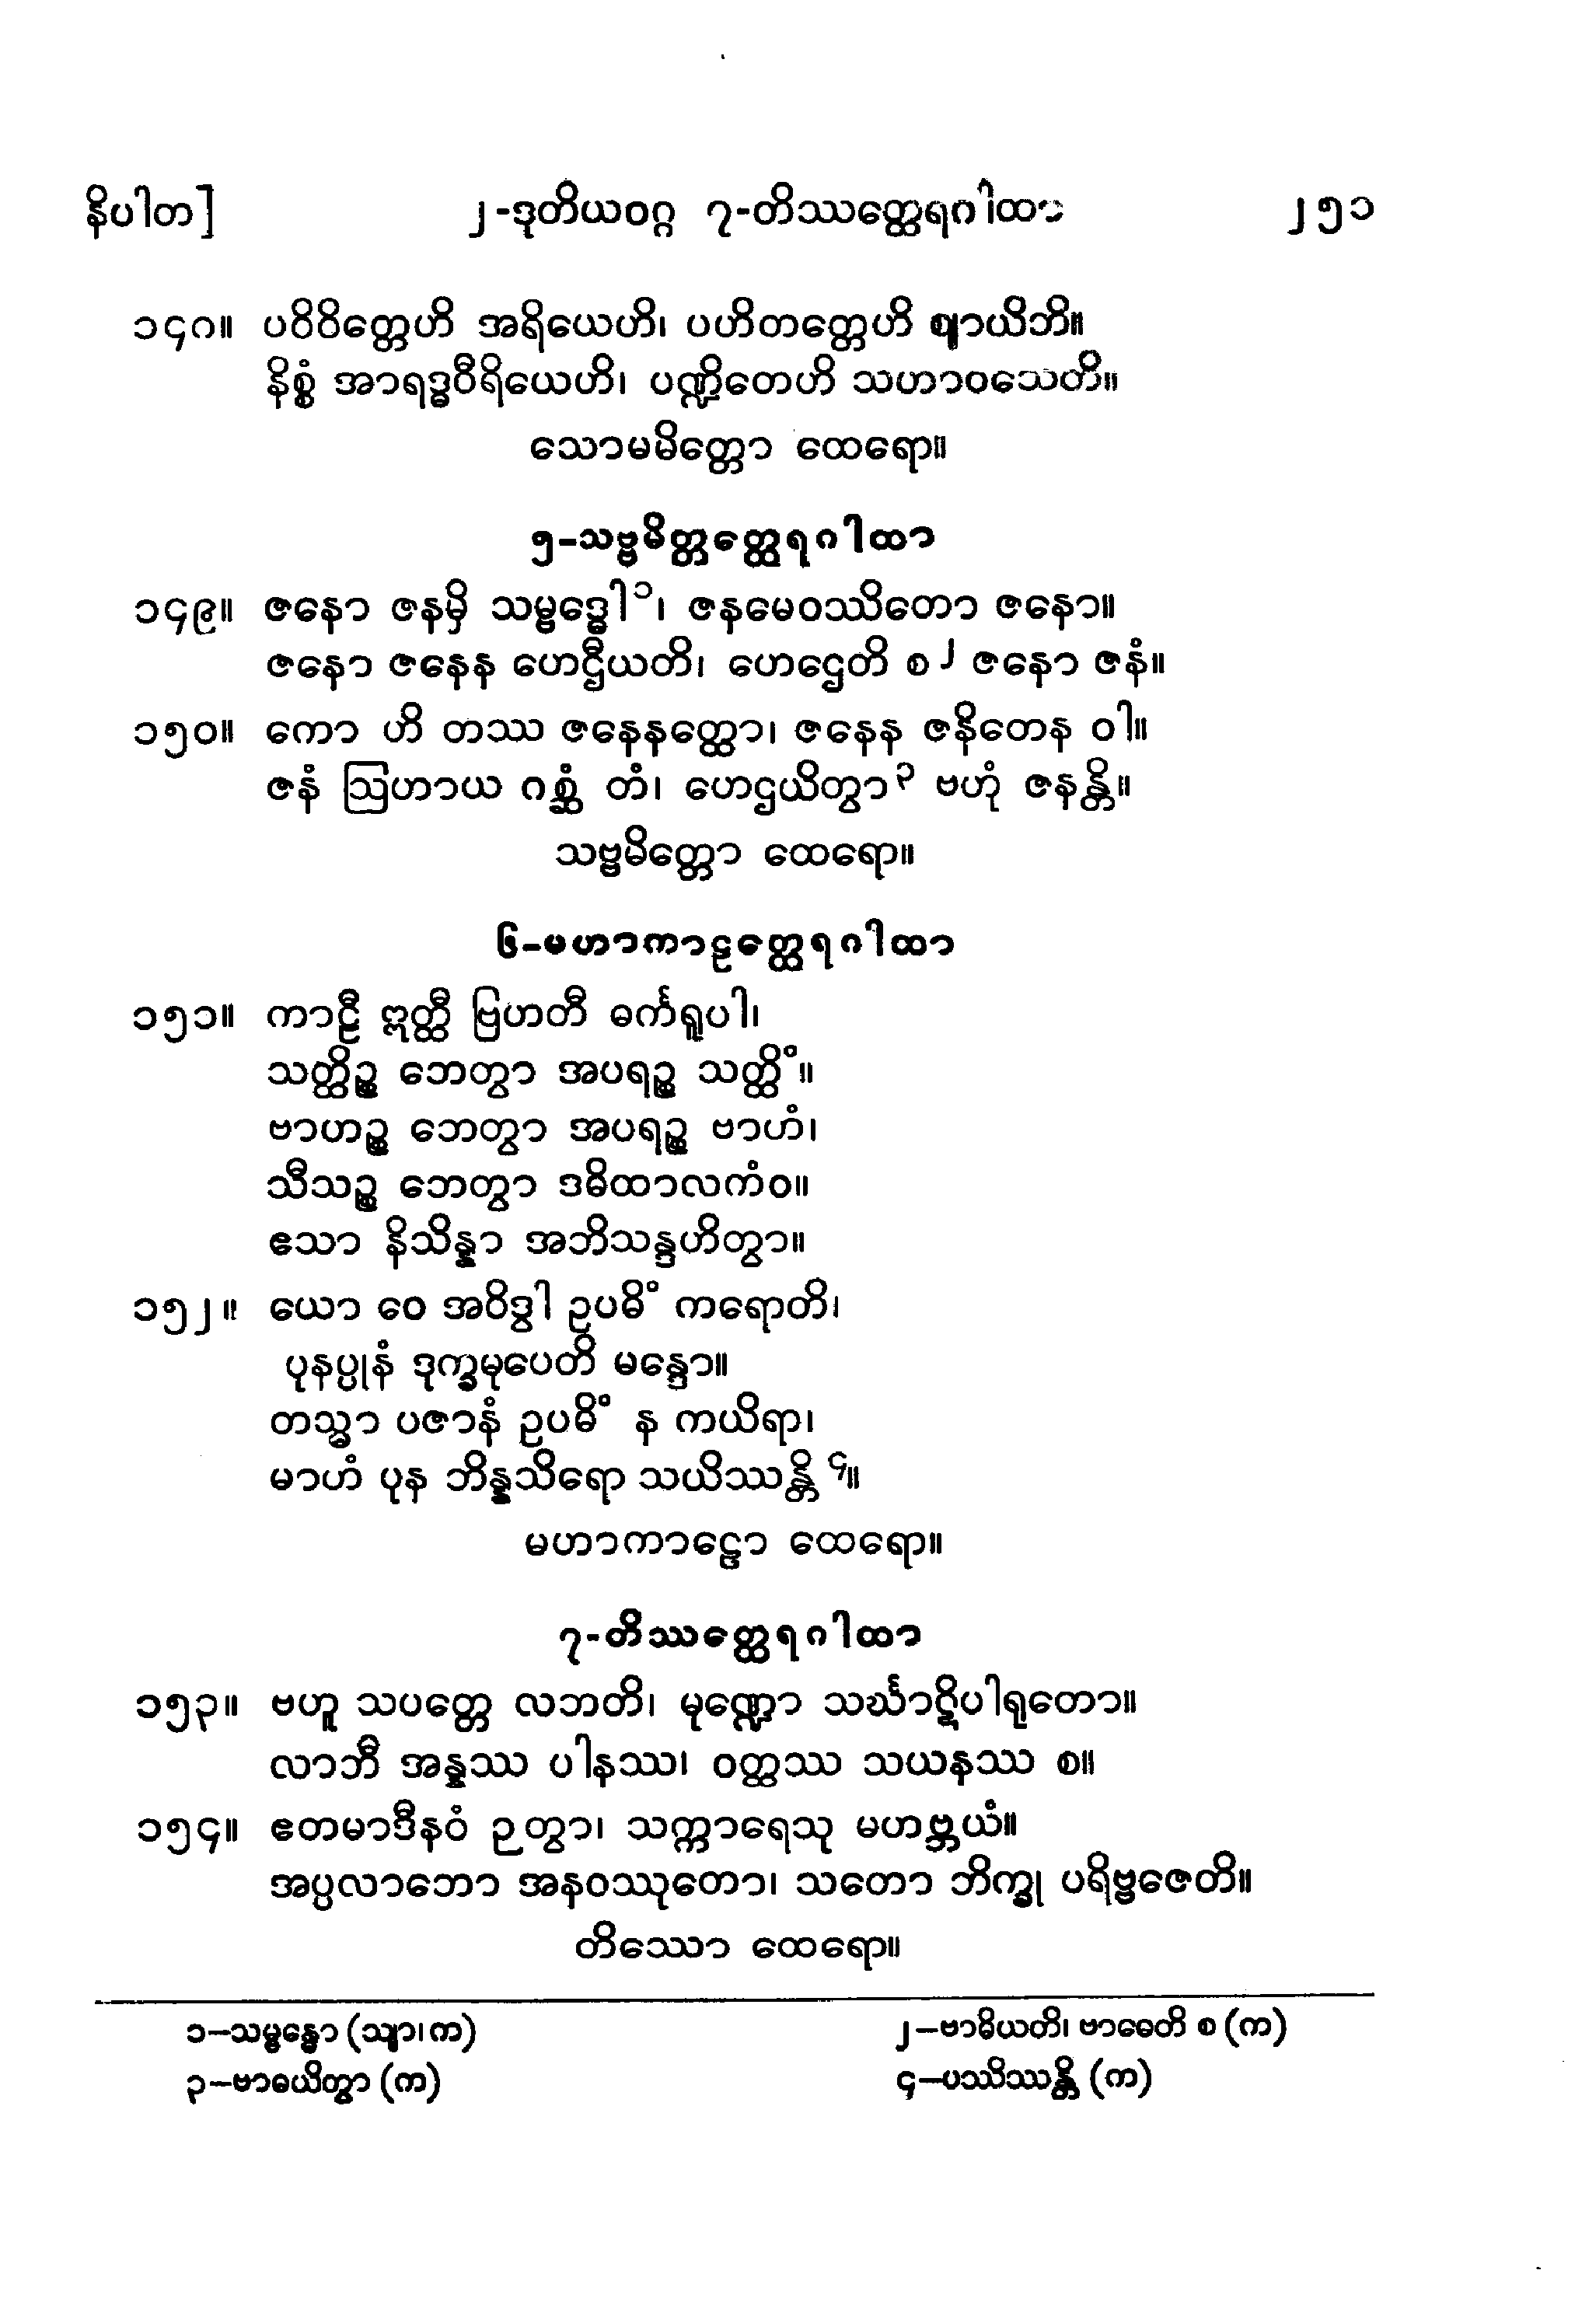 နိပါတ]	၂-ဒုတိယဝဂ္ဂ ၇-တိဿတ္ထေရဂါထာ	၂၅၁
၁၄၈။ ပဝိဝိတ္တေဟိ အရိယေဟိ၊ ပဟိတတ္တေဟိ ဈာယိဘိ။
နိစ္စံ အာရဒ္ဓဝီရိယေဟိ၊ ပဏ္ဍိတေဟိ သဟာဝသေတိ။
သောမမိတ္တော ထေရော။
၅-သဗ္ဗမိတ္တတ္ထေရဂါထာ
၁၄၉။ ဇနော ဇနမှိ သမ္ဗဒ္ဓေါ၁၊ ဇနမေဝဿိတော ဇနော။
ဇနော ဇနေန ဟေဌီယတိ၊ ဟေဌေတိ စ၂ ဇနော ဇနံ။
၁၅၀။ ကော ဟိ တဿ ဇနေနတ္ထော၊ ဇနေန ဇနိတေန ဝါ။
ဇနံ ဩဟာယ ဂစ္ဆံ တံ၊ ဟေဌယိတွာ၃ ဗဟုံ ဇနန္တိ။
သဗ္ဗမိတ္တော ထေရော။
၆-မဟာကာဠတ္ထေရဂါထာ
၁၅၁။ ကာဠီ ဣတ္ထီ ဗြဟတီ ဓင်္ကရူပါ၊
သတ္ထိဉ္စ ဘေတွာ အပရဉ္စ သတ္ထိံ။
ဗာဟဉ္စ ဘေတွာ အပရဉ္စ ဗာဟံ၊
သီသဉ္စ ဘေတွာ ဒဓိထာလကံဝ။
ဧသာ နိသိန္နာ အဘိသန္ဒဟိတွာ။
၁၅၂။ ယော ဝေ အဝိဒွါ ဥပဓိံ ကရောတိ၊
ပုနပ္ပုနံ ဒုက္ခမုပေတိ မန္ဒော။
တသ္မာ ပဇာနံ ဥပဓိံ န ကယိရာ၊
မာဟံ ပုန ဘိန္နသိရော သယိဿန္တိ၄။
မဟာကာဠော ထေရော။
၇-တိဿတ္ထေရဂါထာ
၁၅၃။ ဗဟူ သပတ္တေ လဘတိ၊ မုဏ္ဍော သင်္ဃာဋိပါရုတော။
လာဘီ အန္နဿ ပါနဿ၊ ဝတ္ထဿ သယနဿ စ။
၁၅၄။ ဧတမာဒီနဝံ ဉတွာ၊ သက္ကာရေသု မဟဗ္ဘယံ။
အပ္ပလာဘော အနဝဿုတော၊ သတော ဘိက္ခု ပရိဗ္ဗဇေတိ။
တိဿော ထေရော။
၁—သမ္ဗန္ဓော (သျာ၊က)	၂—ဗာဓိယတိ၊ ဗာဓေတိ စ (က)
၃—ဗာဓယိတွာ (က)	၄—ပဿိဿန္တိ (က)